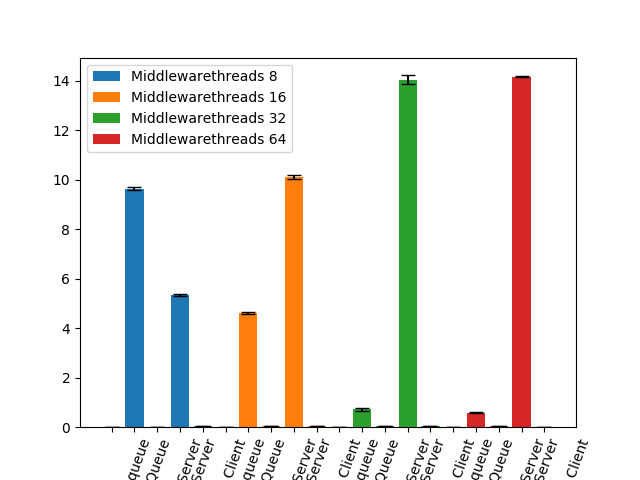 Middlewarethreads 8
Middlewarethreads 16
Middlewarethreads 32
Middlewarethreads 64
14
12
10
8
6
4
2
0
queue
Queue
Server
Server
Client
queue
Queue
Server
Server
Client
queue
Queue
Server
Server
Client
queue
Queue
Server
Server
Client